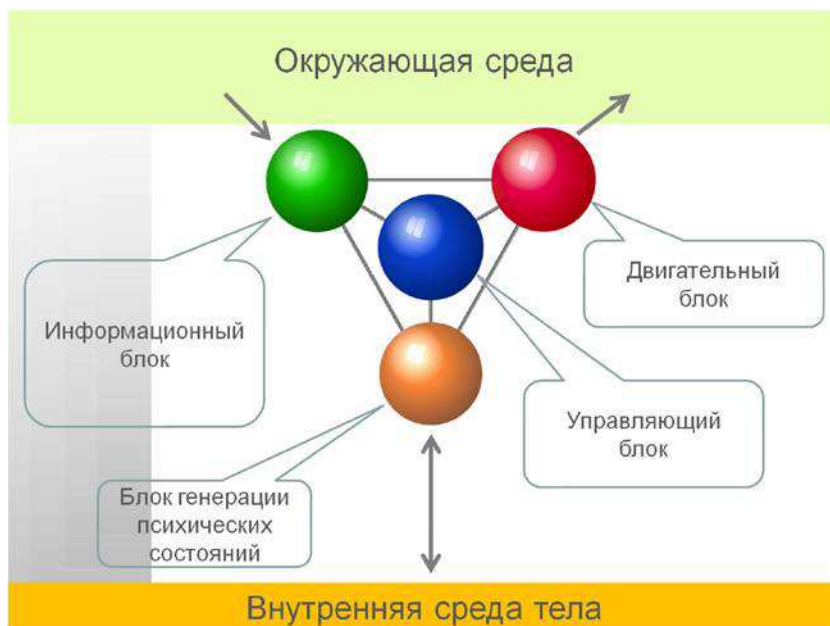 Окружающая среда
Двигательный
блок
Информационный
блок
Управляющий
блок
Блок генерации
психических
состояний
Внутренняя среда тела